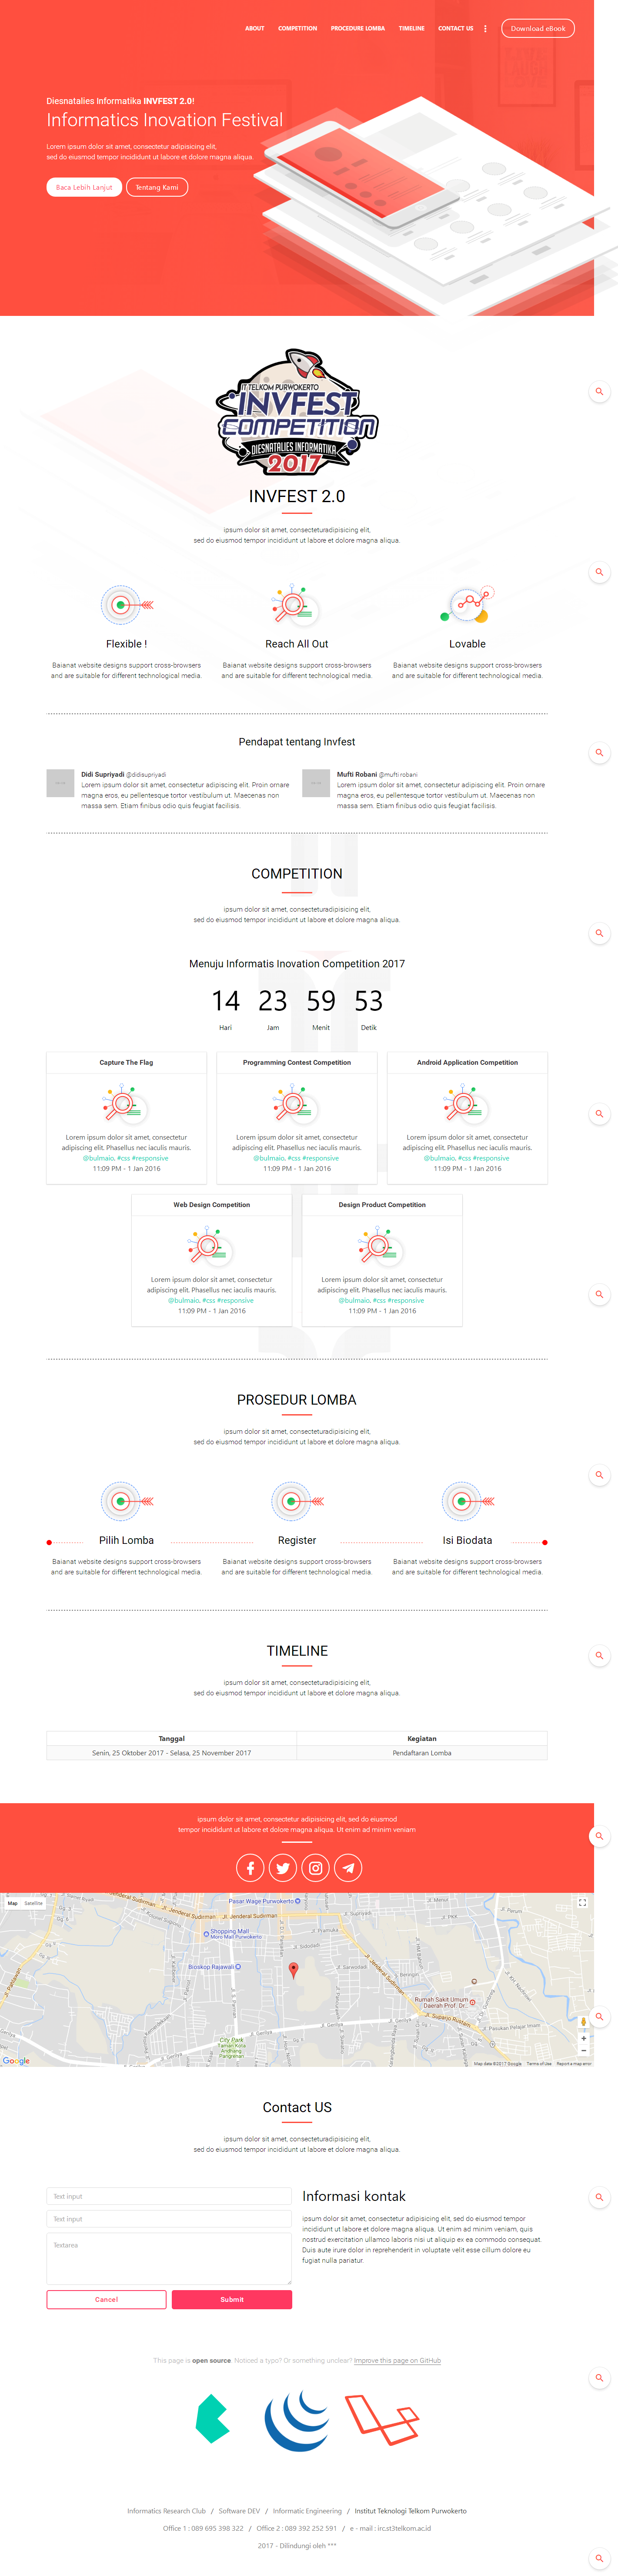 ABOUT COMPETITION PROCEDURE LOMBA TIMELINE CONTACT US Download eBook
Diesnatalies Informatika INVFEST 2.0!
Informatics Inovation Festival
Lorem ipsum dolor sit amet, consectetur adipisicing elit,
sed do eiusmod tempor incididunt ut labore et dolore magna aliqua.
Baca Lebih Lanjut Tentang Kami
IT TELKOM PURWOKERTO
INVFEST
COMPETITION
DIESNATALIES INFORMATIKA
2017
INVFEST 2.0
ipsum dolor sit amet, consecteturadipisicing elit,
sed do eiusmod tempor incididunt ut labore et dolore magna aliqua.
Flexible ! Reach All Out Lovable
Baianat website designs support cross-browsers Baianat website designs support cross-browsers Baianat website designs support cross-browsers
and are suitable for different technological media. and are suitable for different technological media. and are suitable for different technological media.
Pendapat tentang Invfest
Didi Supriyadi @didisupriyadi
Lorem ipsum dolor sit amet, consectetur adipiscing elit. Proin ornare
magna eros, eu pellentesque tortor vestibulum ut. Maecenas non
massa sem. Etiam finibus odio quis feugiat facilisis.
Mufti Robani @mufti robani
Lorem ipsum dolor sit amet, consectetur adipiscing elit. Proin ornare
magna eros, eu pellentesque tortor vestibulum ut. Maecenas non
massa sem. Etiam finibus odio quis feugiat facilisis.
COMPETITION
ipsum dolor sit amet, consecteturadipisicing elit,
sed do eiusmod tempor incididunt ut labore et dolore magna aliqua.
Menuju Informatis Inovation Competition 2017
14 23 59 53
Hari Jam Menit Detik
Capture The Flag
Lorem ipsum dolor sit amet, consectetur
adipiscing elit. Phasellus nec iaculis mauris.
@bulmaio. #css #responsive
11:09 PM - 1 Jan 2016
Programming Contest Competition
Lorem ipsum dolor sit amet, consectetur
adipiscing elit. Phasellus nec iaculis mauris.
@bulmaio. #css #responsive
11:09 PM - 1 Jan 2016
Android Application Competition
Lorem ipsum dolor sit amet, consectetur
adipiscing elit. Phasellus nec iaculis mauris.
@bulmaio. #css #responsive
11:09 PM - 1 Jan 2016
Web Design Competition
Lorem ipsum dolor sit amet, consectetur
adipiscing elit. Phasellus nec iaculis mauris.
@bulmaio. #css #responsive
11:09 PM - 1 Jan 2016
Design Product Competition
Lorem ipsum dolor sit amet, consectetur
adipiscing elit. Phasellus nec iaculis mauris.
@bulmaio. #css #responsive
11:09 PM - 1 Jan 2016
PROSEDUR LOMBA
ipsum dolor sit amet, consecteturadipisicing elit,
sed do eiusmod tempor incididunt ut labore et dolore magna aliqua.
Pilih Lomba Register Isi Biodata
Baianat website designs support cross-browsers Baianat website designs support cross-browsers Baianat website designs support cross-browsers
and are suitable for different technological media. and are suitable for different technological media. and are suitable for different technological media.
TIMELINE
ipsum dolor sit amet, consecteturadipisicing elit,
sed do eiusmod tempor incididunt ut labore et dolore magna aliqua.
Tanggal Kegiatan
Senin, 25 Oktober 2017 - Selasa, 25 November 2017 Pendaftaran Lomba
ipsum dolor sit amet, consectetur adipisicing elit, sed do eiusmod
tempor incididunt ut labore et dolore magna aliqua. Ut enim ad minim veniam
Map Satellite
Pasar Wage Purwokerto
Jl. Jenderal Sudirman
Jl. Jenderal Sudirman
Shopping Mall
Moro Mall Purwokerto
Bioskop Rajawali
Jl. Jenderal Sudirman
Rumah Sakit Umum
Daerah Prof. Dr..
Jl. Suparjo Rustam
Jl. Gerilya
City Park
Taman Kota
Andhang
Pangrenan
Google
Map data ©2017 Google Terms of Use Report a map error
Contact US
ipsum dolor sit amet, consecteturadipisicing elit,
sed do eiusmod tempor incididunt ut labore et dolore magna aliqua.
Text input
Text input
Textarea
Cancel Submit
Informasi kontak
ipsum dolor sit amet, consectetur adipisicing elit, sed do eiusmod tempor
incididunt ut labore et dolore magna aliqua. Ut enim ad minim veniam, quis
nostrud exercitation ullamco laboris nisi ut aliquip ex ea commodo consequat.
Duis aute irure dolor in reprehenderit in voluptate velit esse cillum dolore eu
fugiat nulla pariatur.
This page is open source. Noticed a typo? Or something unclear? Improve this page on GitHub
Informatics Research Club / Software DEV / Informatic Engineering / Institut Teknologi Telkom Purwokerto
Office 1 : 089 695 398 322 / Office 2 : 089 392 252 591 / e - mail : irc.st3telkom.ac.id
2017 - Dilindungi oleh ***